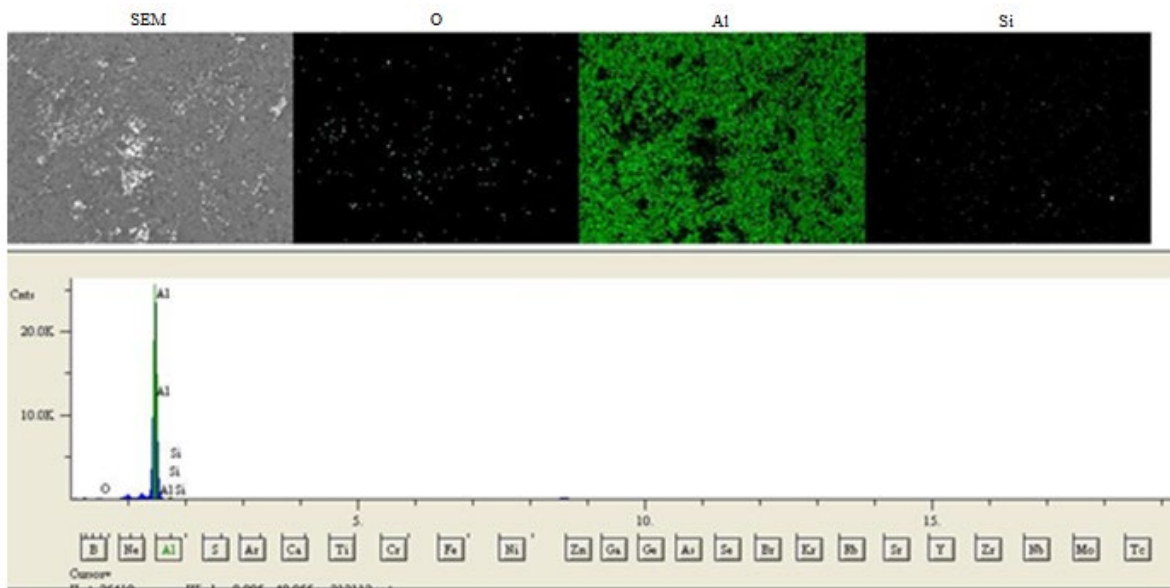 SEM O Al Si
Cnts
Al
20.0K
Al
10.0K
Si
Si
O Al Si
5. 10. 15.
B Ne Al S Ar Ca Ti Cr Fe Ni Zn Ga Ge As Se Br Kr Rb Sr Y Zr Nb Mo Tc
Cursor=